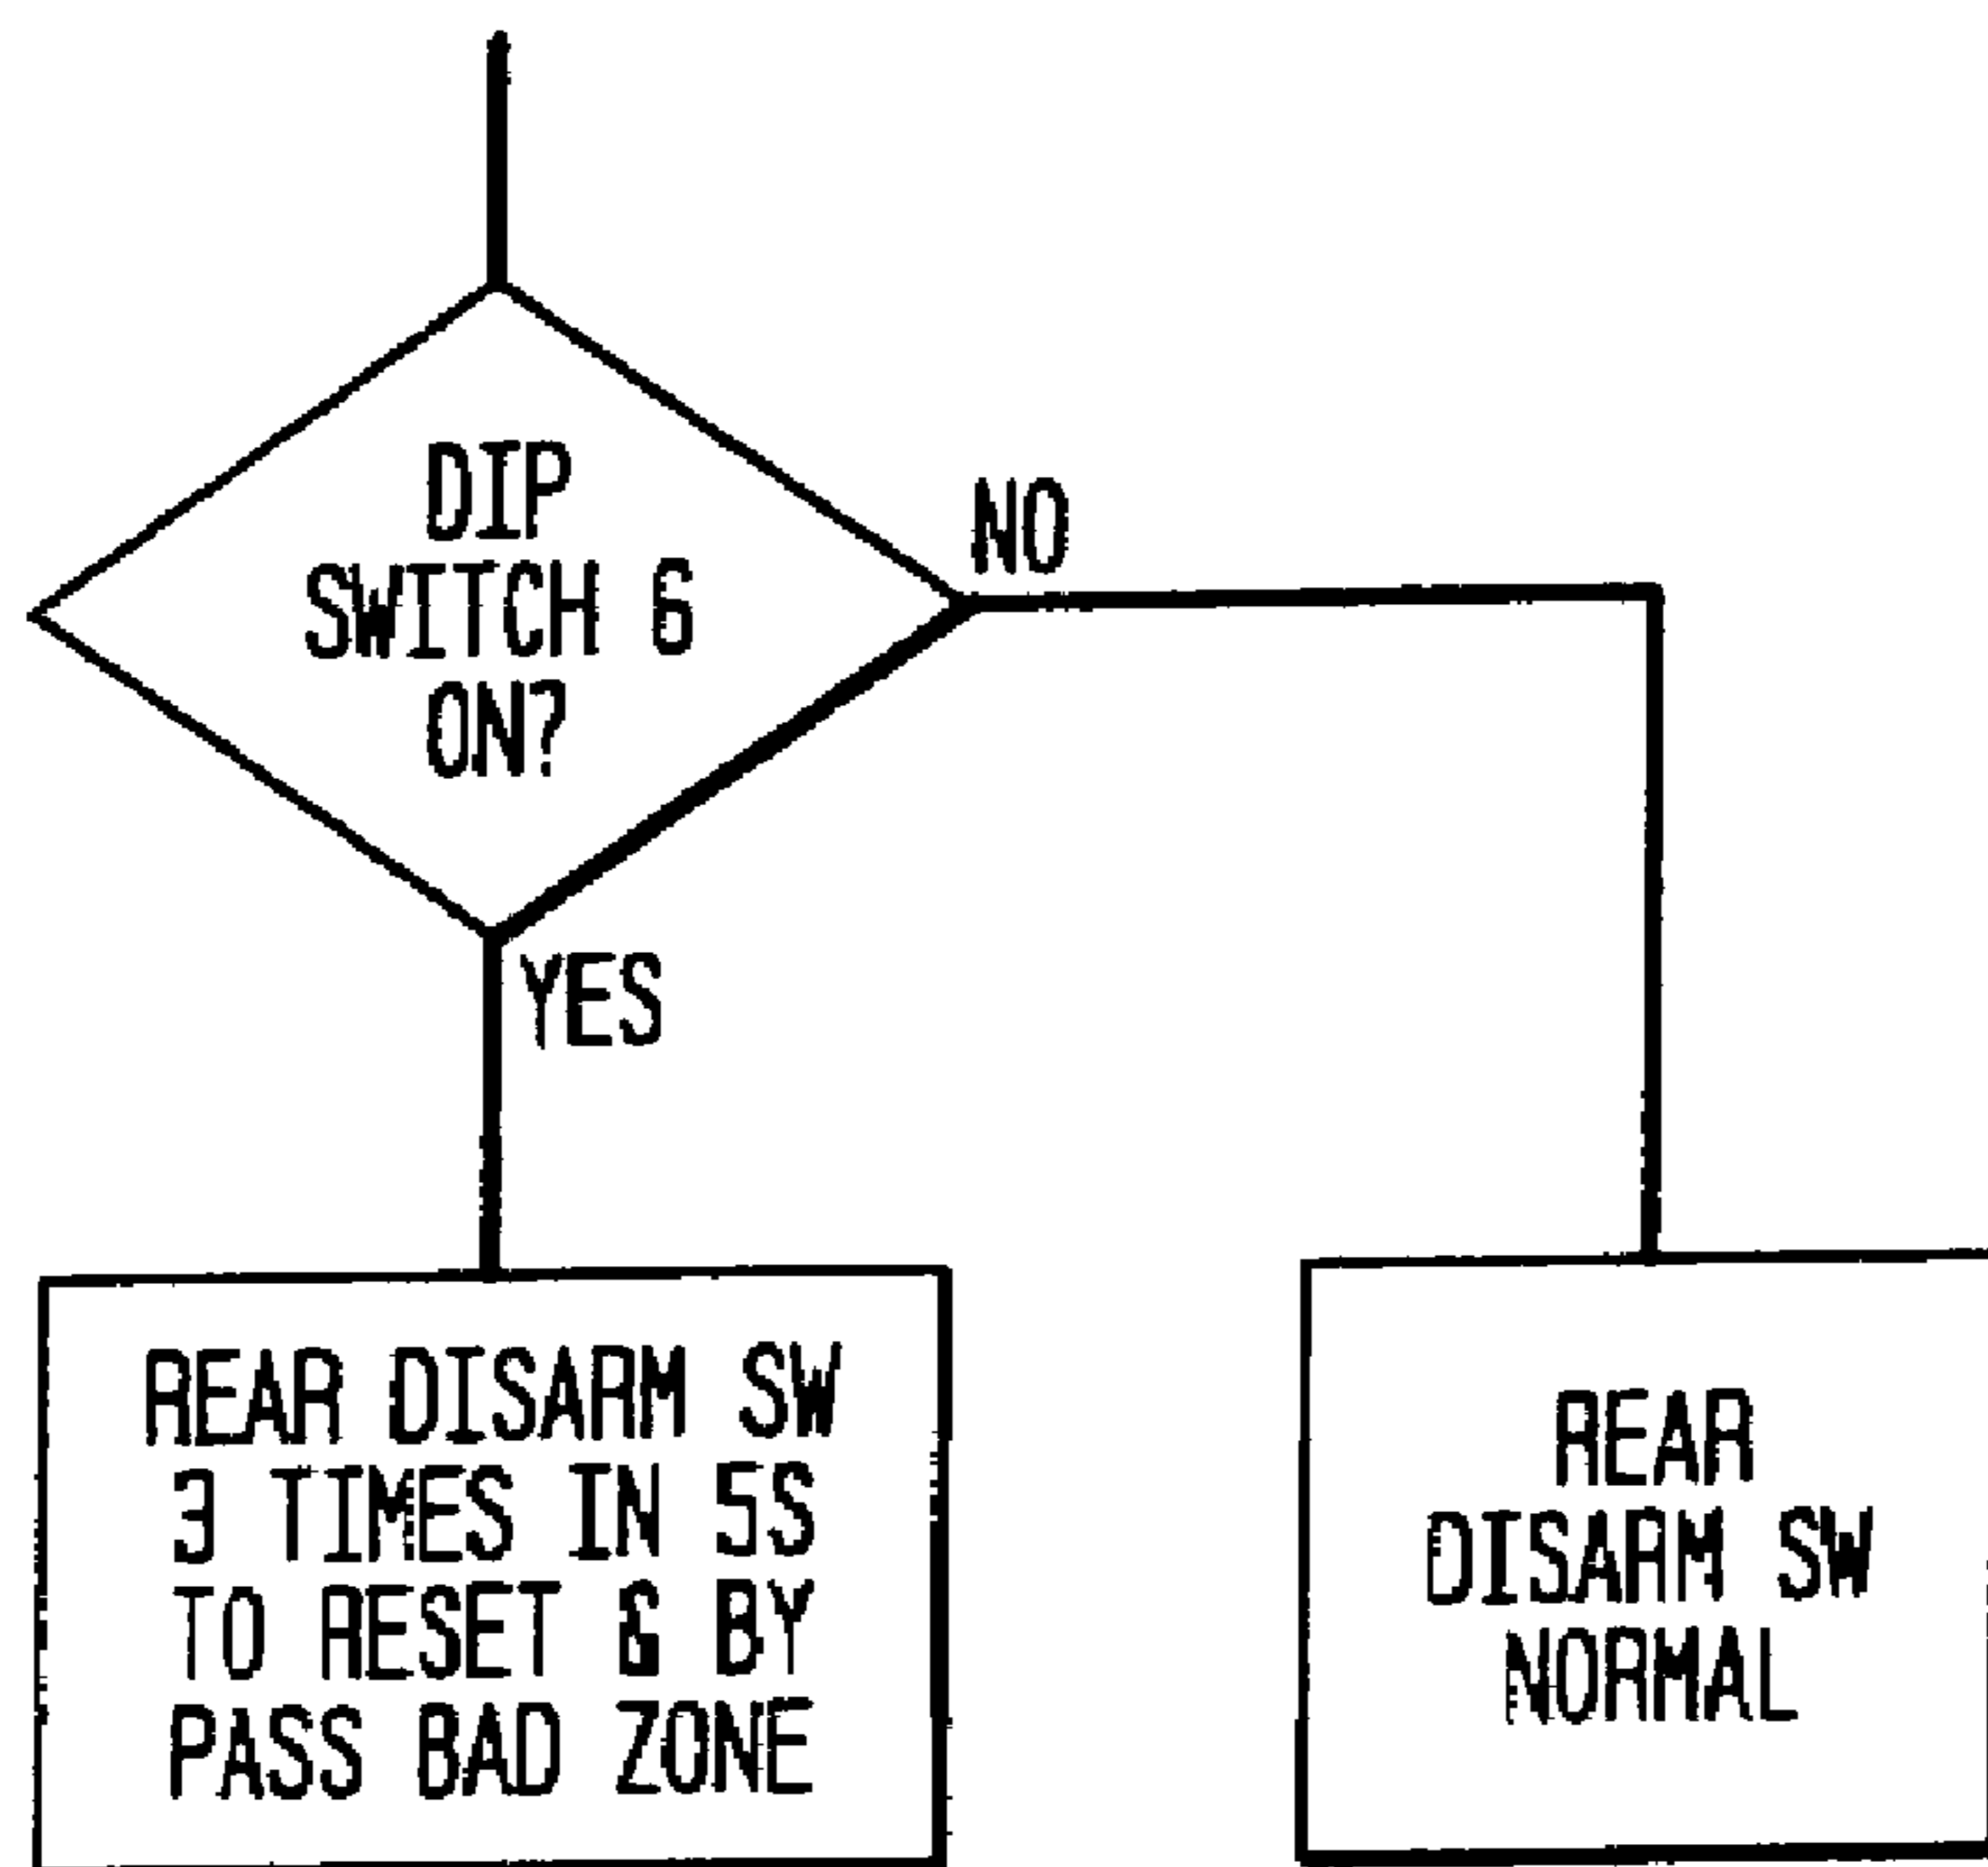 DIP
SWITCH 6
ON?
NO
YES
REAR DISARM SW
3 TIMES IN 5S
TO RESET & BY
PASS BAD ZONE
REAR
DISARM SW
NORMAL